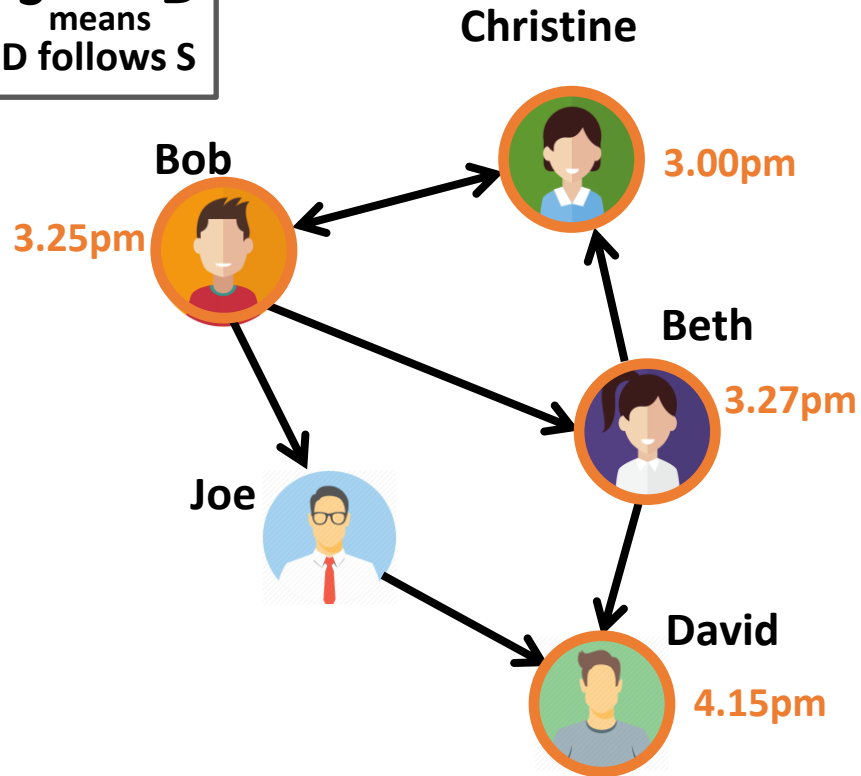 means
D follows S
Christine
Bob
3.00pm
3.25pm
Beth
3.27pm
Joe
David
4.15pm